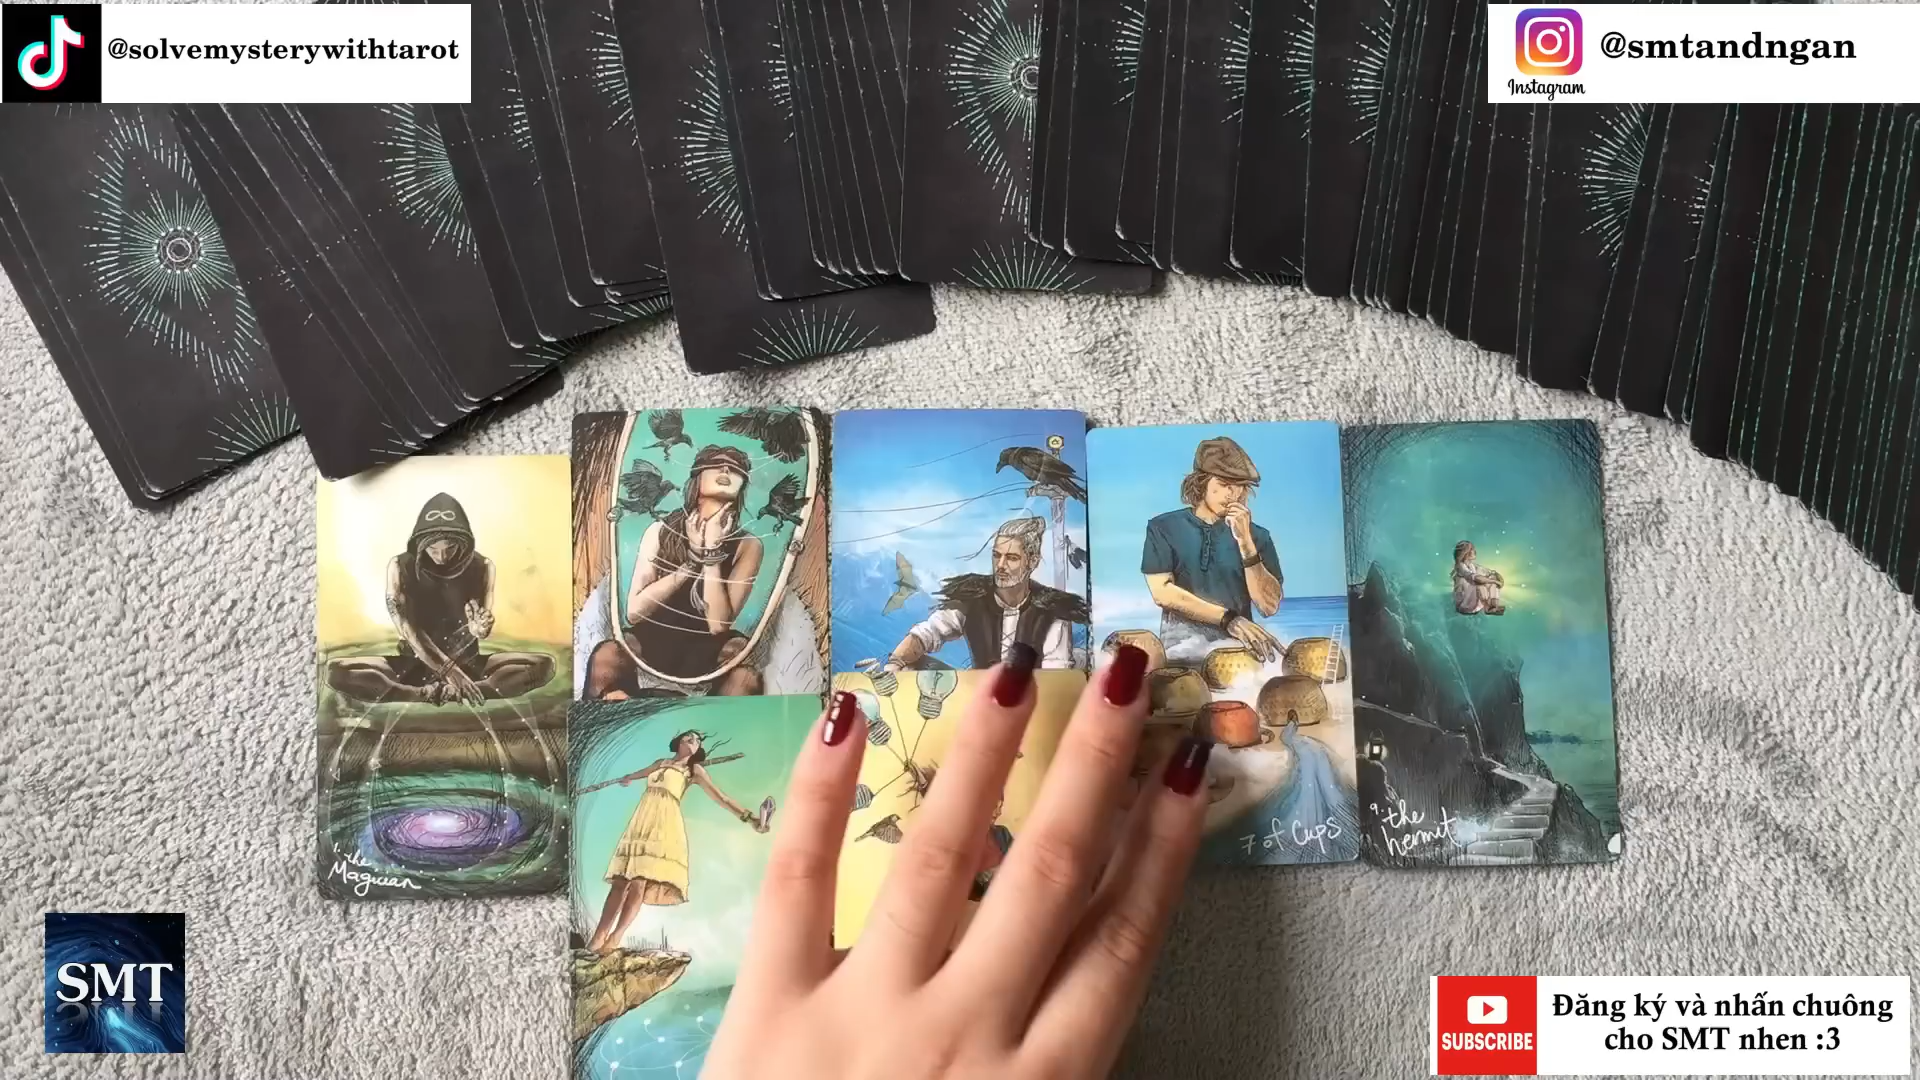 @solvemysterywithtarot
@smtandngan
Instagram
1. the
Magician
7 of Cups
9. the
hermit
SMT
SUBSCRIBE
Đăng ký và nhấn chuông
cho SMT nhen :3